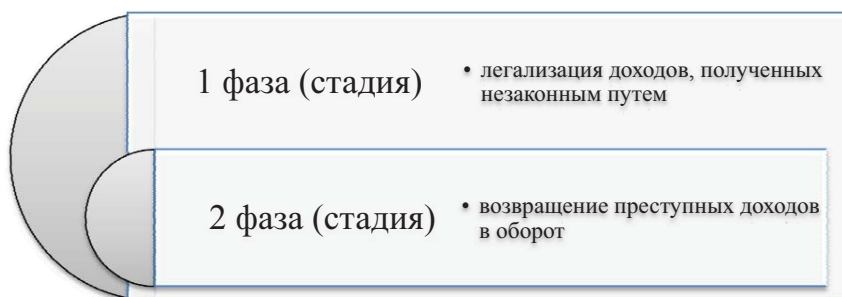 1 фаза (стадия)
• легализация доходов, полученных
незаконным путем
2 фаза (стадия)
• возвращение преступных доходов
в оборот